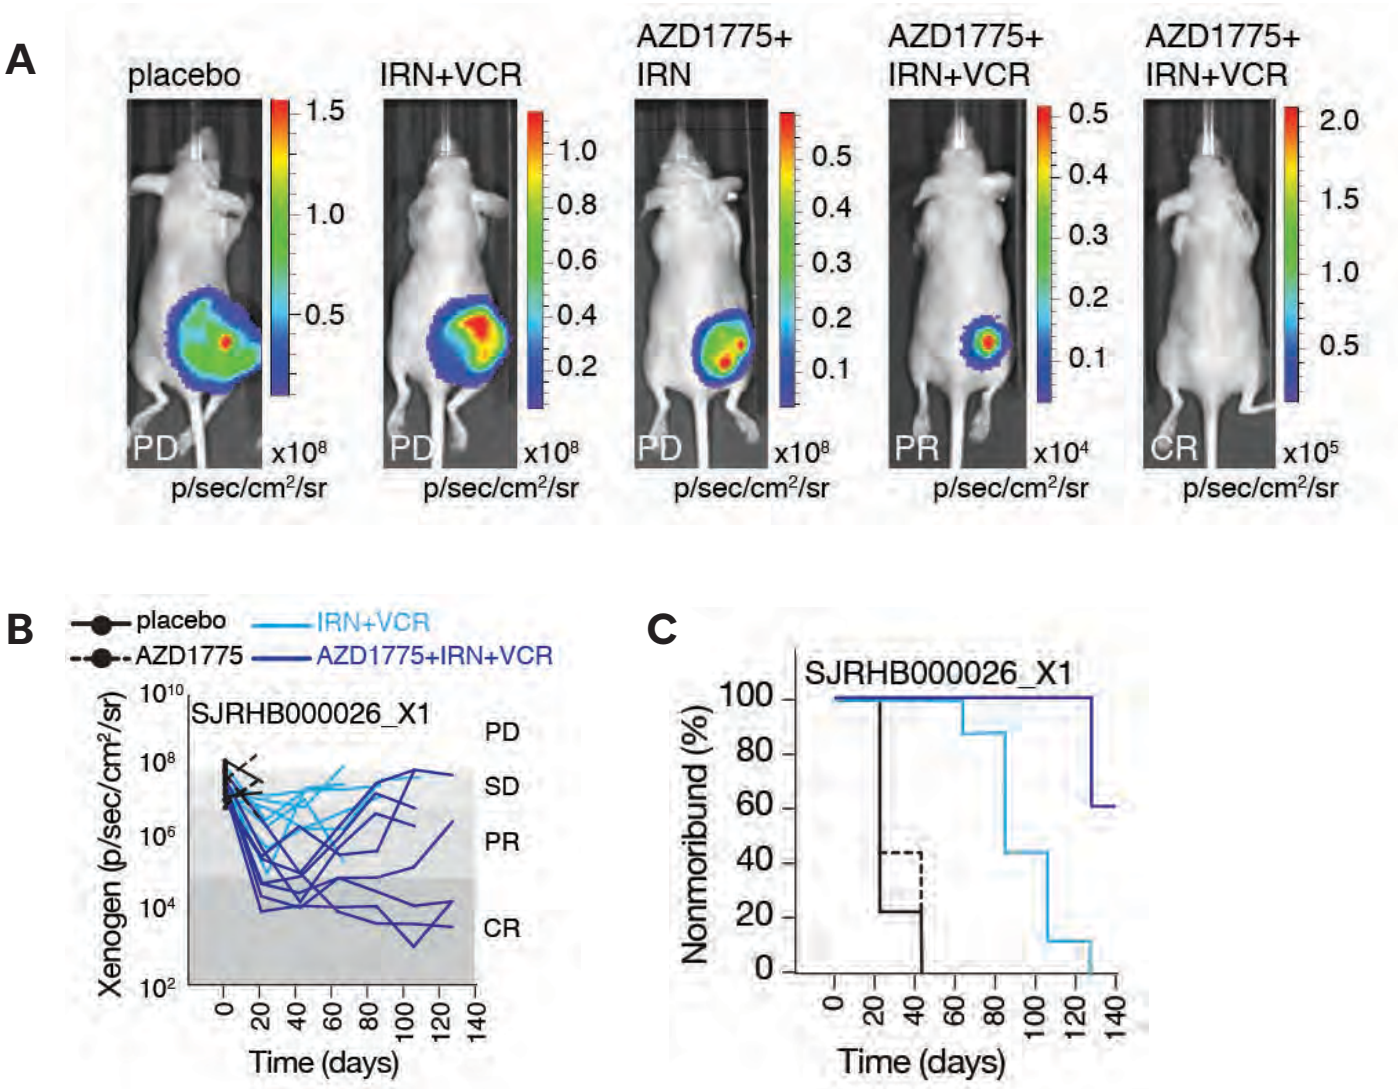 A
placebo
IRN+VCR
AZD1775+
IRN
AZD1775+
IRN+VCR
AZD1775+
IRN+VCR
1.5
1.0
0.5
1.0
0.8
0.6
0.4
0.2
0.5
0.4
0.3
0.2
0.1
0.5
0.4
0.3
0.2
0.1
2.0
1.5
1.0
0.5
PD
PD
PD
PR
CR
x10⁸
x10⁸
x10⁸
x10⁴
x10⁵
p/sec/cm²/sr
p/sec/cm²/sr
p/sec/cm²/sr
p/sec/cm²/sr
p/sec/cm²/sr
B
placebo
IRN+VCR
AZD1775
AZD1775+IRN+VCR
SJRHB000026_X1
Xenogen (p/sec/cm²/sr)
10¹⁰
10⁸
10⁶
10⁴
10²
PD
SD
PR
CR
0 20 40 60 80 100 120 140
Time (days)
C
SJRHB000026_X1
Nonmoribund (%)
100
80
60
40
20
0
0 20 40 60 80 100 120 140
Time (days)